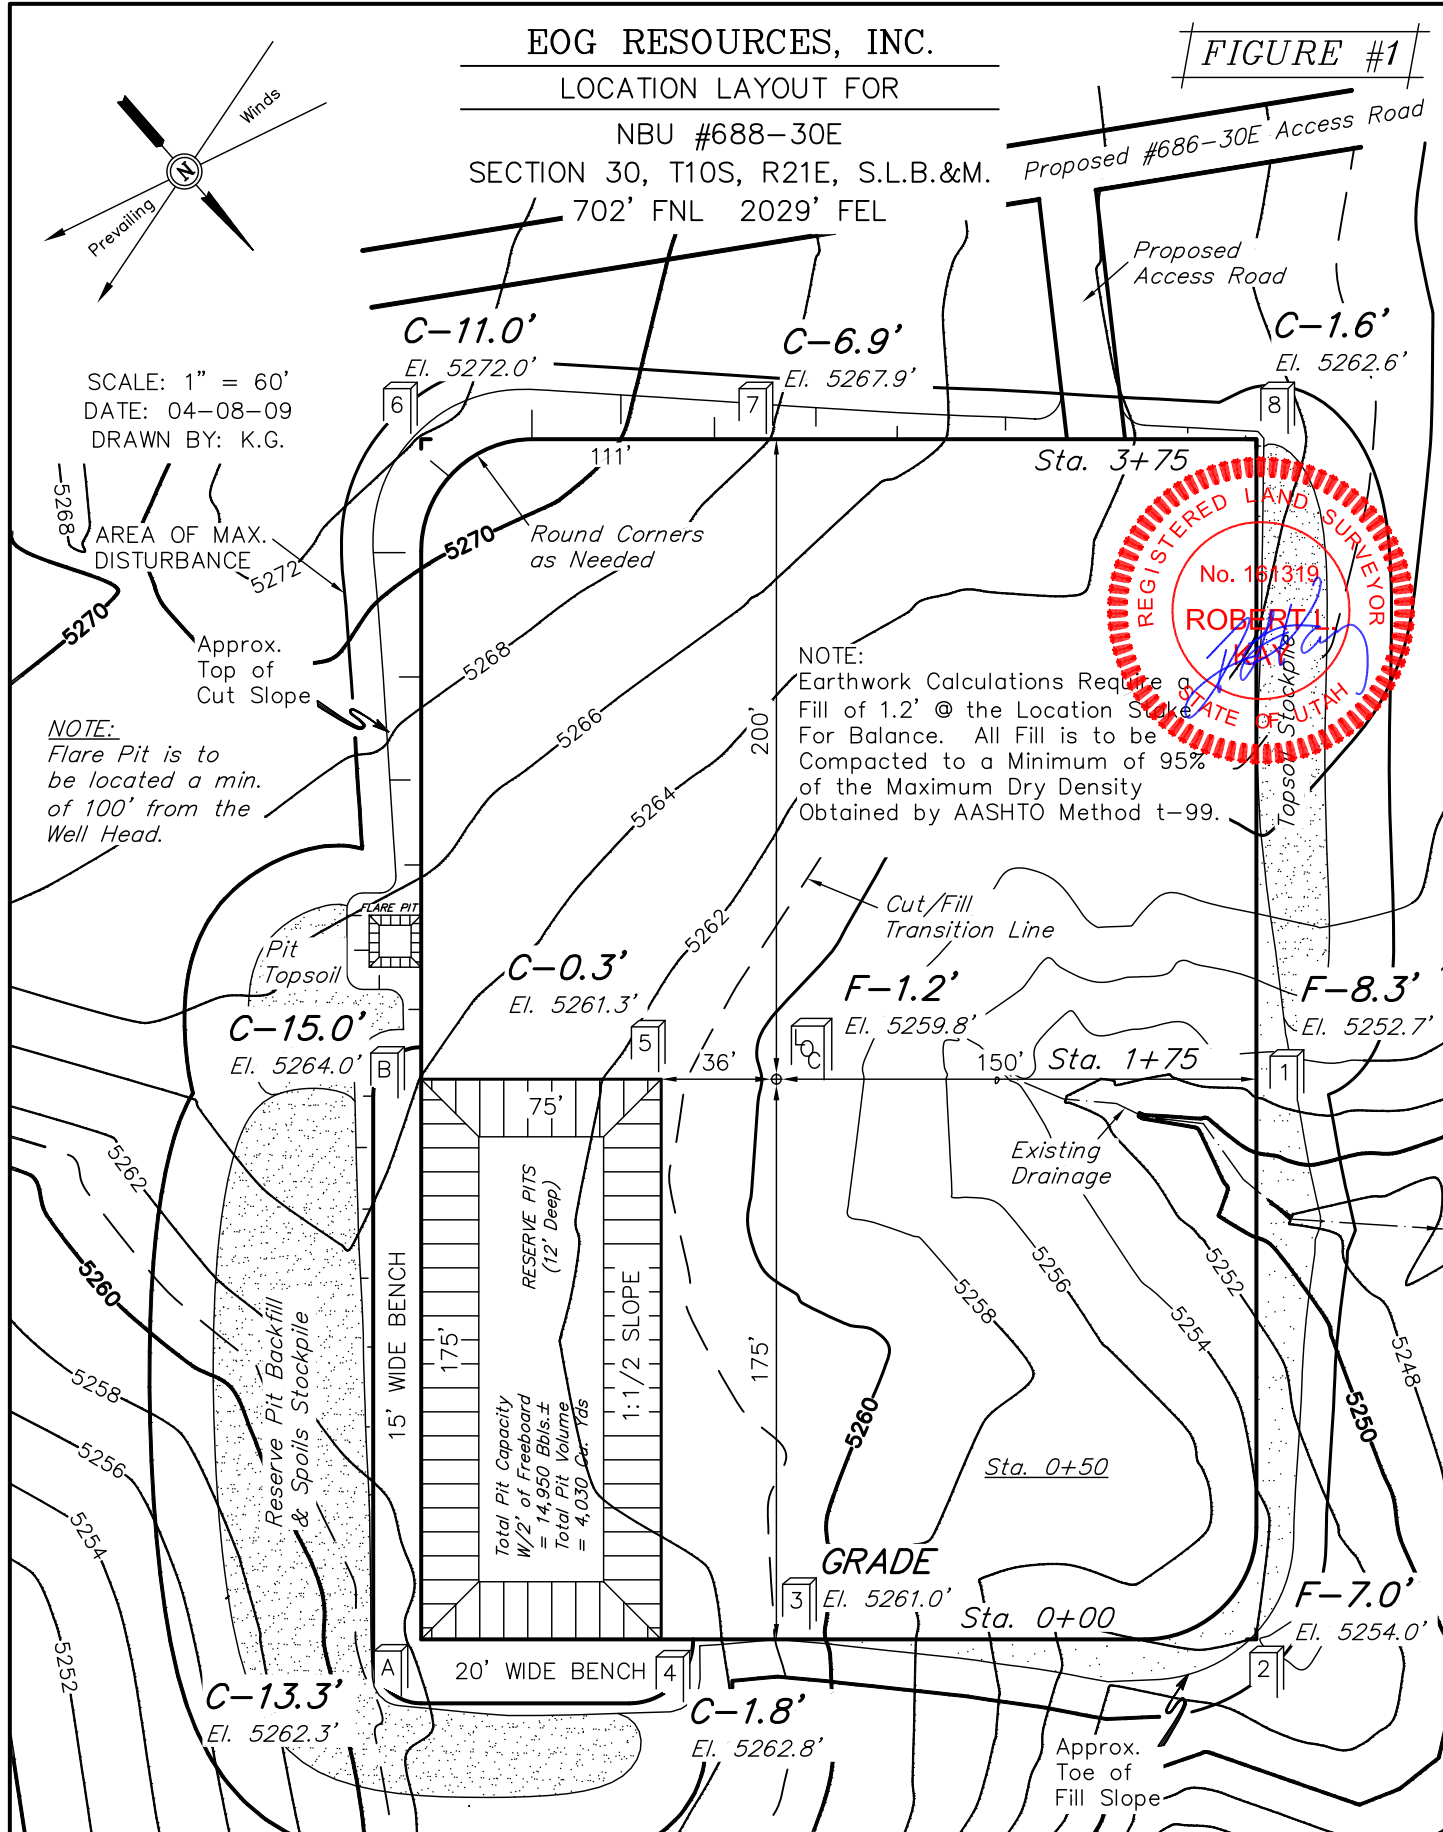 EOG RESOURCES, INC.
FIGURE #1
LOCATION LAYOUT FOR
NBU #688-30E
SECTION 30, T10S, R21E, S.L.B.&M.
702' FNL 2029' FEL
Winds
N
Prevailing
Proposed #686-30E Access Road
Proposed
Access Road
SCALE: 1" = 60'
DATE: 04-08-09
DRAWN BY: K.G.
C-11.0'
El. 5272.0'
C-6.9'
El. 5267.9'
C-1.6'
El. 5262.6'
6
7
8
111'
Sta. 3+75
5268
AREA OF MAX.
DISTURBANCE
5272
5270
Round Corners
as Needed
5270
Approx.
Top of
Cut Slope
5268
5266
5264
5262
200'
REGISTERED LAND SURVEYOR
No. 161319
ROBERT L.
KAY
STATE OF UTAH
Topsoil Stockpile
NOTE:
Earthwork Calculations Require a
Fill of 1.2' @ the Location Stake
For Balance. All Fill is to be
Compacted to a Minimum of 95%
of the Maximum Dry Density
Obtained by AASHTO Method t-99.
NOTE:
Flare Pit is to
be located a min.
of 100' from the
Well Head.
FLARE PIT
Pit
Topsoil
Cut/Fill
Transition Line
C-15.0'
El. 5264.0'
C-0.3'
El. 5261.3'
F-1.2'
El. 5259.8'
F-8.3'
El. 5252.7'
B
5
LOC
1
36'
150'
Sta. 1+75
75'
RESERVE PITS
(12' Deep)
Existing
Drainage
5262
5260
5258
5256
5254
5252
Reserve Pit Backfill
& Spoils Stockpile
15' WIDE BENCH
175'
1:1/2 SLOPE
175'
Total Pit Capacity
W/2' of Freeboard
= 14,950 Bbls.±
Total Pit Volume
= 4,030 Cu. Yds
5260
5258
5256
5254
5252
5250
5248
Sta. 0+50
GRADE
El. 5261.0'
3
Sta. 0+00
F-7.0'
El. 5254.0'
A
20' WIDE BENCH
4
2
C-13.3'
El. 5262.3'
C-1.8'
El. 5262.8'
Approx.
Toe of
Fill Slope